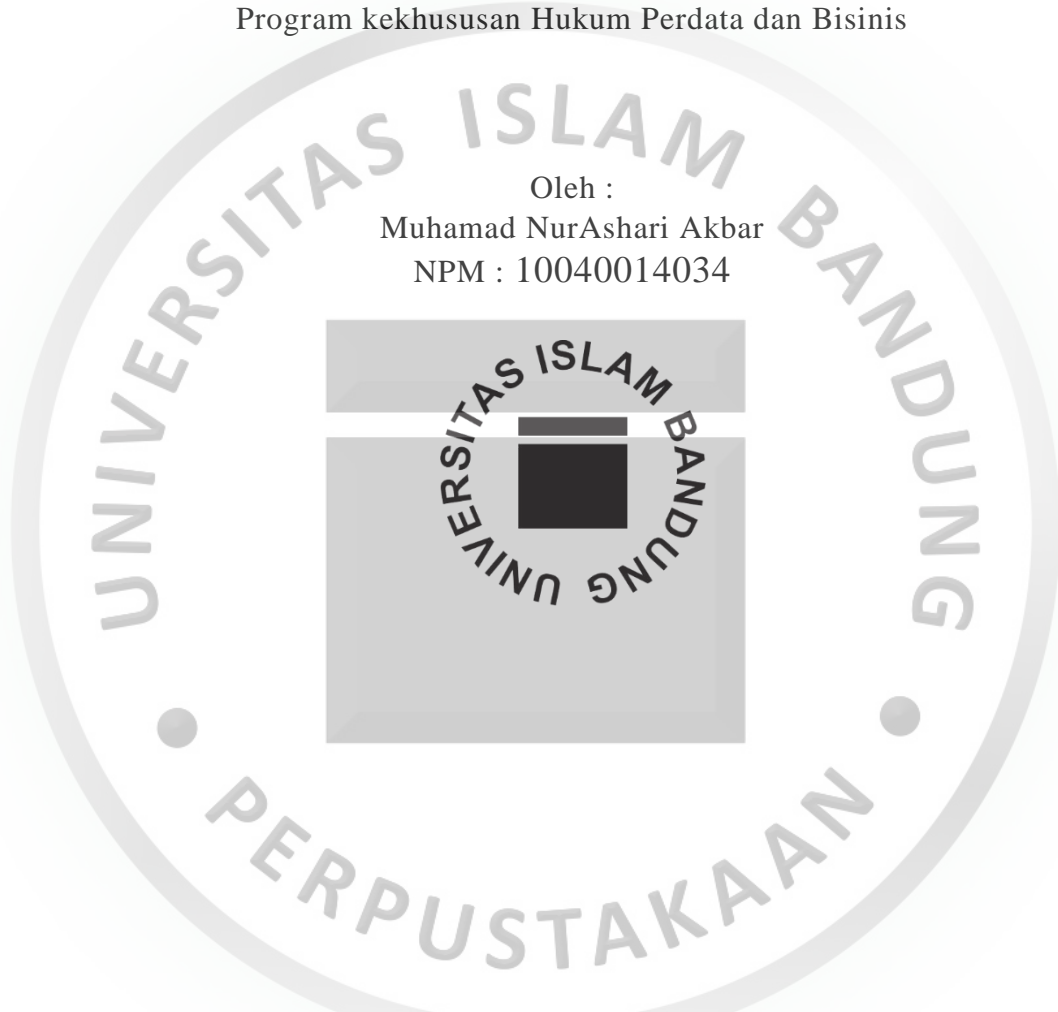 Program kekhususan Hukum Perdata dan Bisinis
Oleh :
Muhamad NurAshari Akbar
NPM : 10040014034
UNIVERSITAS ISLAM BANDUNG
UNIVERSITAS ISLAM BANDUNG
PERPUSTAKAAN